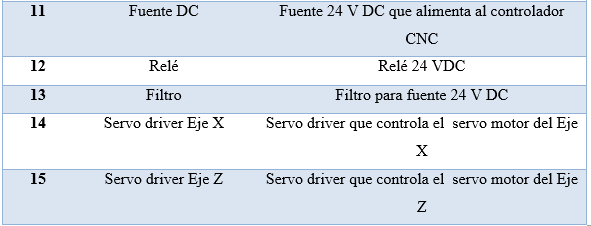 11 Fuente DC Fuente 24 V DC que alimenta al controlador
CNC
12 Relé Relé 24 VDC
13 Filtro Filtro para fuente 24 V DC
14 Servo driver Eje X Servo driver que controla el  servo motor del Eje
X
15 Servo driver Eje Z Servo driver que controla el  servo motor del Eje
Z